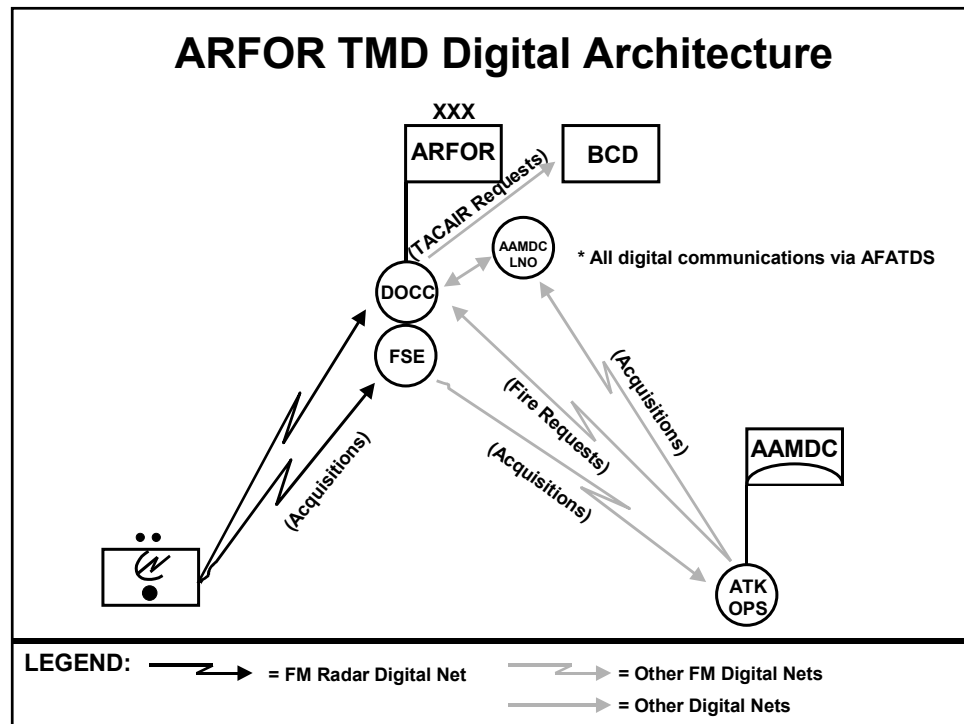 ARFOR TMD Digital Architecture
XXX
ARFOR
BCD
(TACAIR Requests)
AAMDC
LNO
* All digital communications via AFATDS
DOCC
FSE
(Acquisitions)
(Fire Requests)
(Acquisitions)
(Acquisitions)
AAMDC
ATK
OPS
LEGEND:
= FM Radar Digital Net
= Other FM Digital Nets
= Other Digital Nets